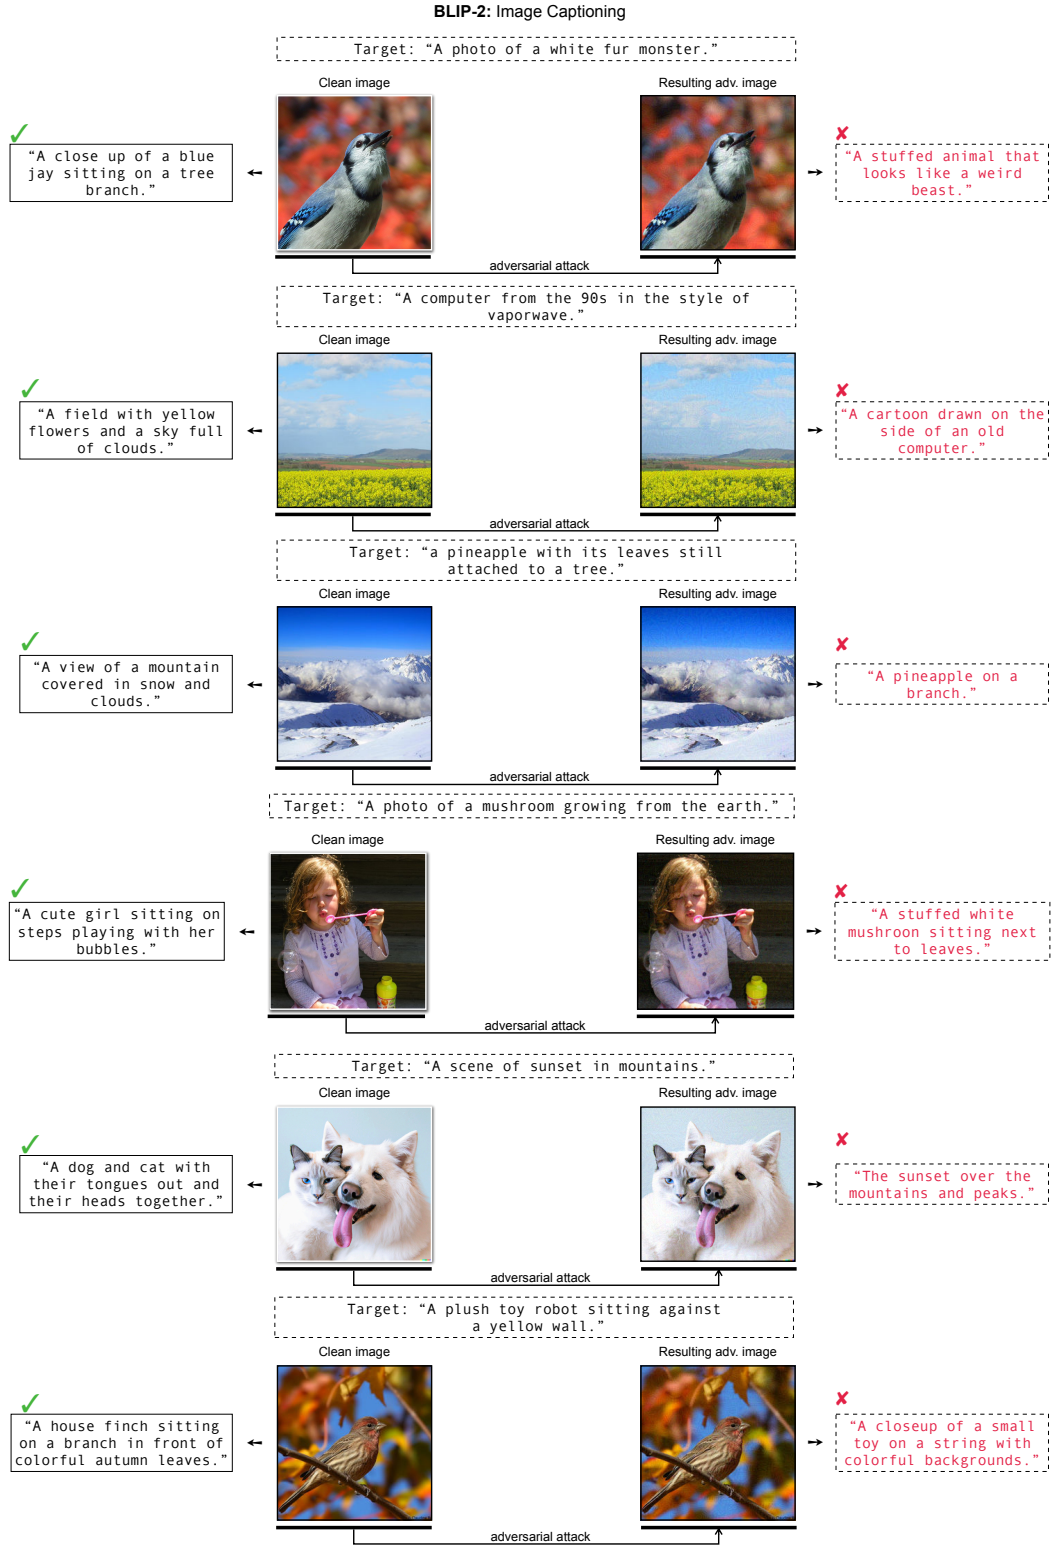 BLIP-2: Image Captioning
Target: “A photo of a white fur monster.”
Clean image
Resulting adv. image
“A close up of a blue
jay sitting on a tree
branch.”
“A stuffed animal that
looks like a weird
beast.”
adversarial attack
Target: “A computer from the 90s in the style of
vaporwave.”
Clean image
Resulting adv. image
“A field with yellow
flowers and a sky full
of clouds.”
“A cartoon drawn on the
side of an old
computer.”
adversarial attack
Target: “a pineapple with its leaves still
attached to a tree.”
Clean image
Resulting adv. image
“A view of a mountain
covered in snow and
clouds.”
“A pineapple on a
branch.”
adversarial attack
Target: “A photo of a mushroom growing from the earth.”
Clean image
Resulting adv. image
“A cute girl sitting on
steps playing with her
bubbles.”
“A stuffed white
mushroom sitting next
to leaves.”
adversarial attack
Target: “A scene of sunset in mountains.”
Clean image
Resulting adv. image
“A dog and cat with
their tongues out and
their heads together.”
“The sunset over the
mountains and peaks.”
adversarial attack
Target: “A plush toy robot sitting against
a yellow wall.”
Clean image
Resulting adv. image
“A house finch sitting
on a branch in front of
colorful autumn leaves.”
“A closeup of a small
toy on a string with
colorful backgrounds.”
adversarial attack